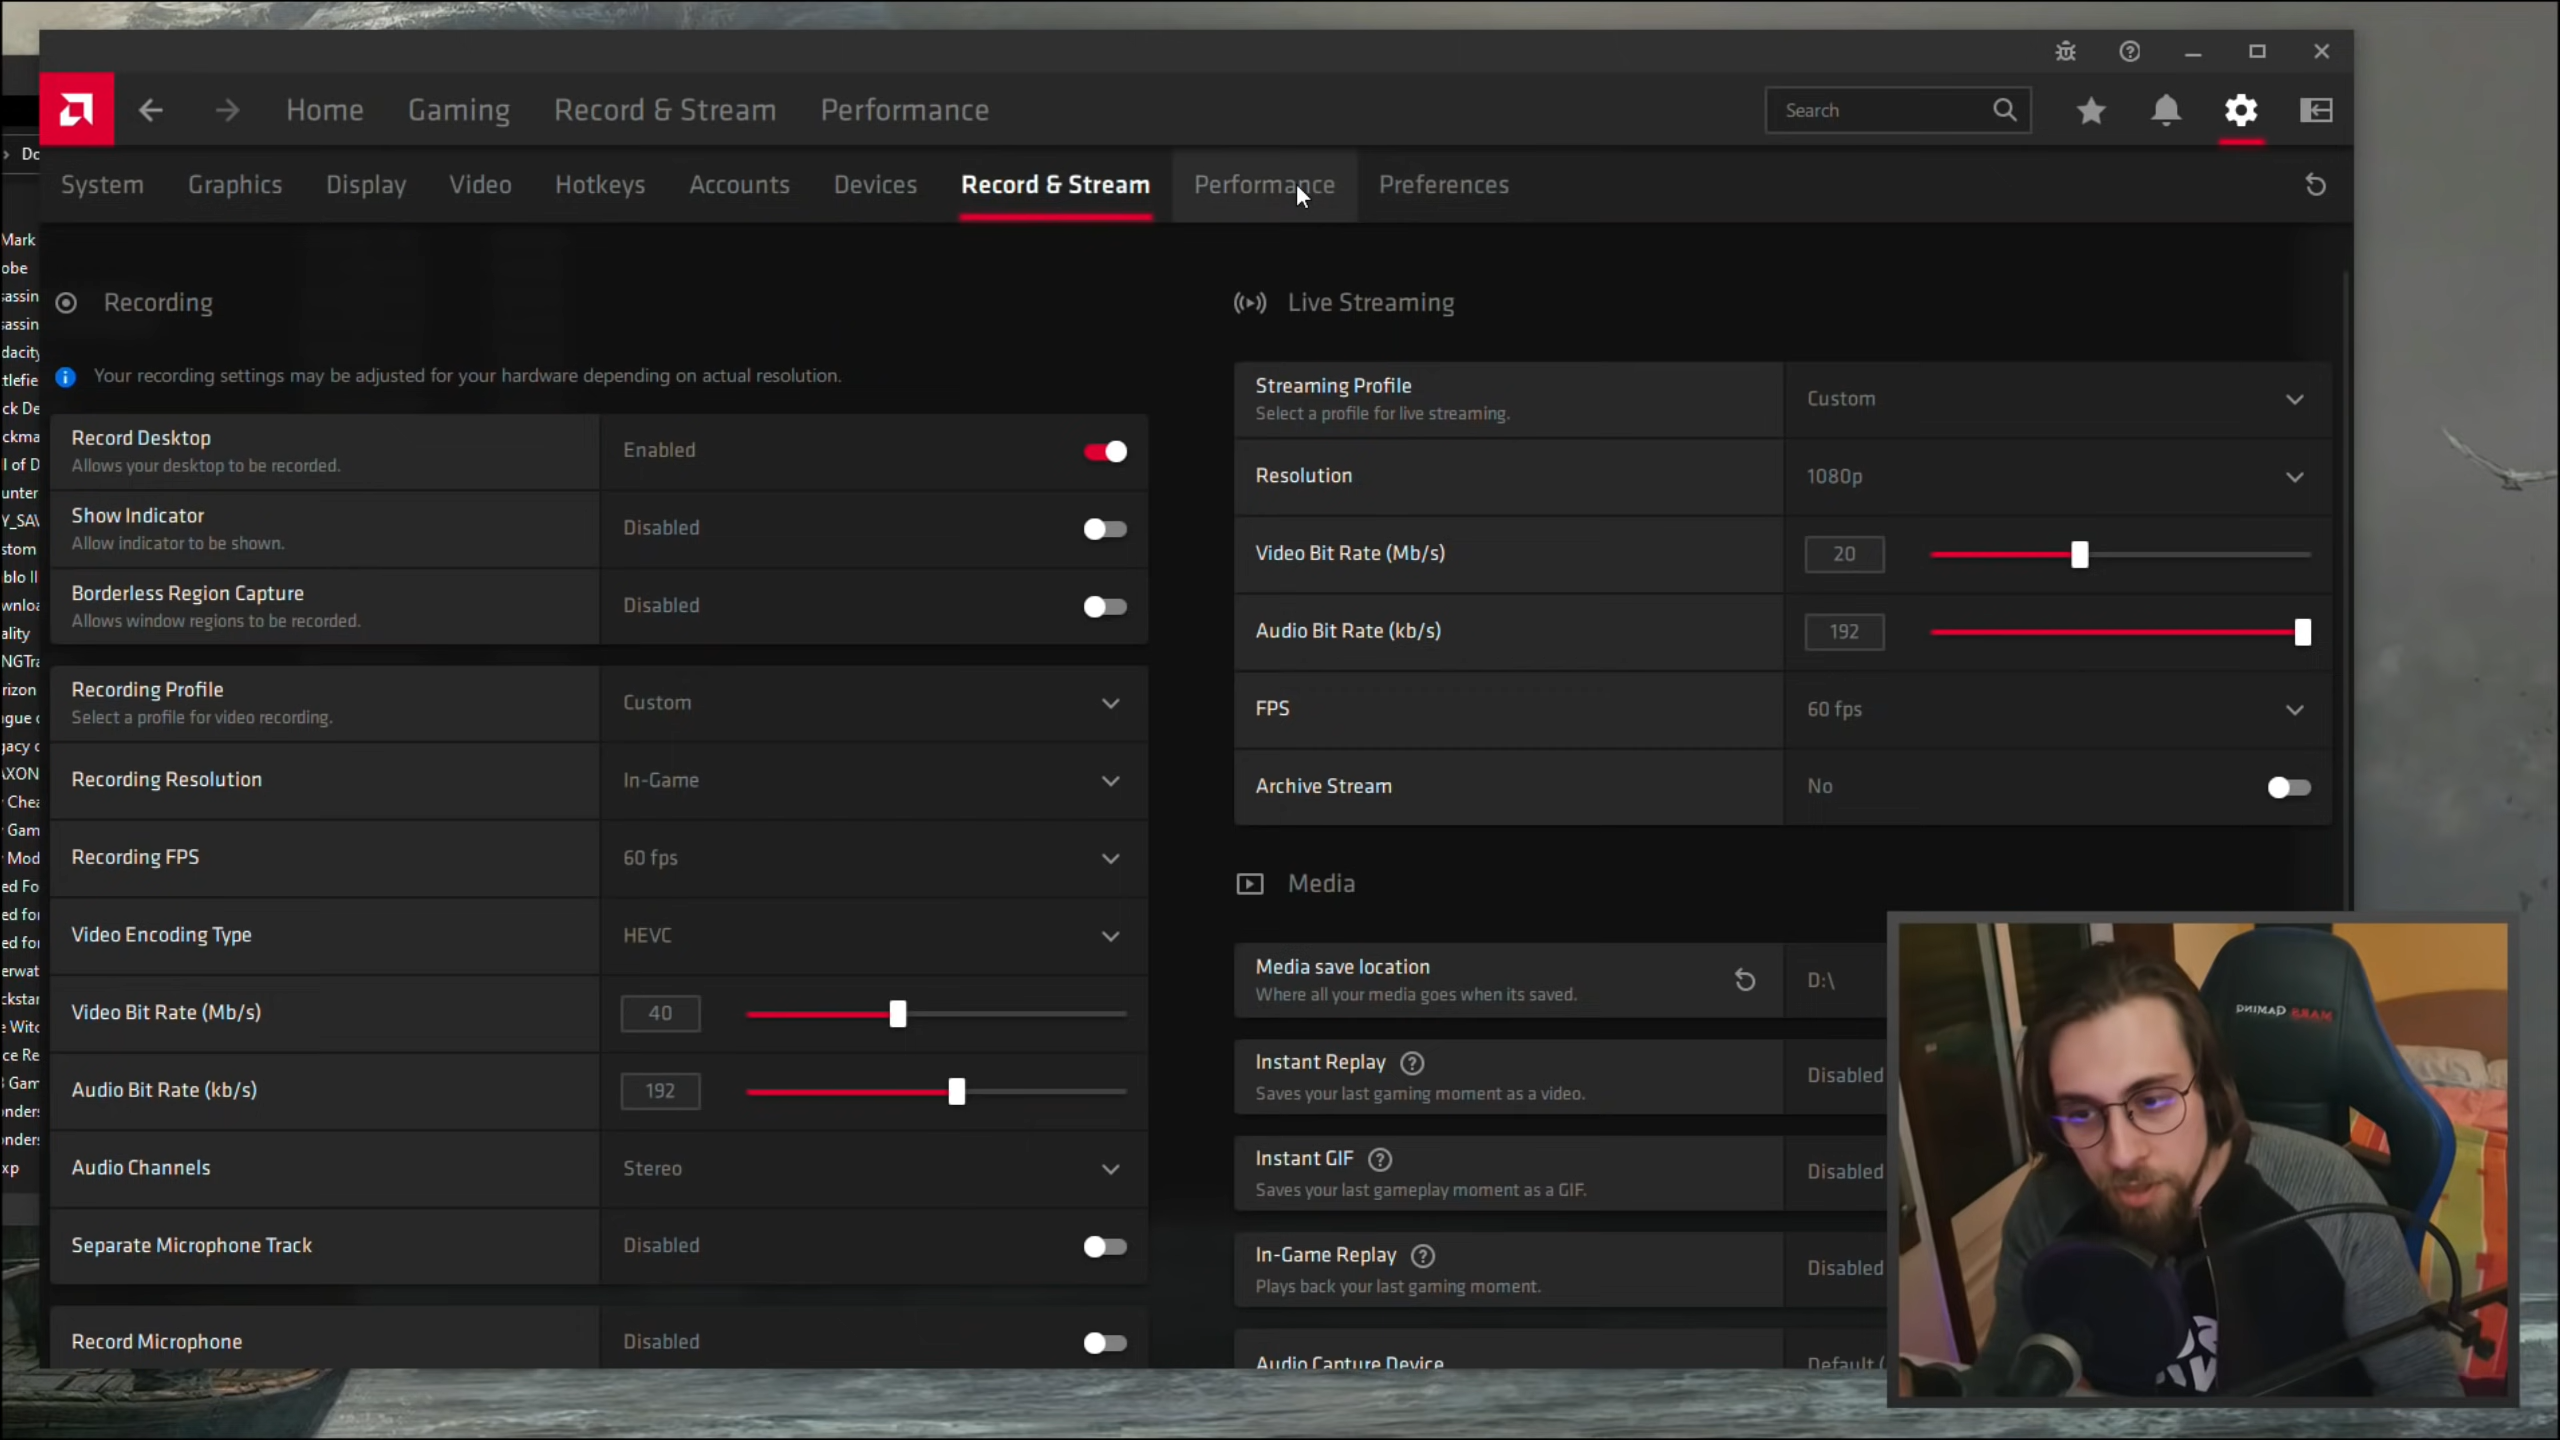 Home Gaming Record & Stream Performance
Search
System Graphics Display Video Hotkeys Accounts Devices Record & Stream Performance Preferences
Recording
Your recording settings may be adjusted for your hardware depending on actual resolution.
Record Desktop
Allows your desktop to be recorded.
Enabled
Show Indicator
Allow indicator to be shown.
Disabled
Borderless Region Capture
Allows window regions to be recorded.
Disabled
Recording Profile
Select a profile for video recording.
Custom
Recording Resolution
In-Game
Recording FPS
60 fps
Video Encoding Type
HEVC
Video Bit Rate (Mb/s)
40
Audio Bit Rate (kb/s)
192
Audio Channels
Stereo
Separate Microphone Track
Disabled
Record Microphone
Disabled
Live Streaming
Streaming Profile
Select a profile for live streaming.
Custom
Resolution
1080p
Video Bit Rate (Mb/s)
20
Audio Bit Rate (kb/s)
192
FPS
60 fps
Archive Stream
No
Media
Media save location
Where all your media goes when its saved.
D:\
Instant Replay
Saves your last gaming moment as a video.
Disabled
Instant GIF
Saves your last gameplay moment as a GIF.
Disabled
In-Game Replay
Plays back your last gaming moment.
Disabled
Audio Capture Device
Default (
MARS GAMING